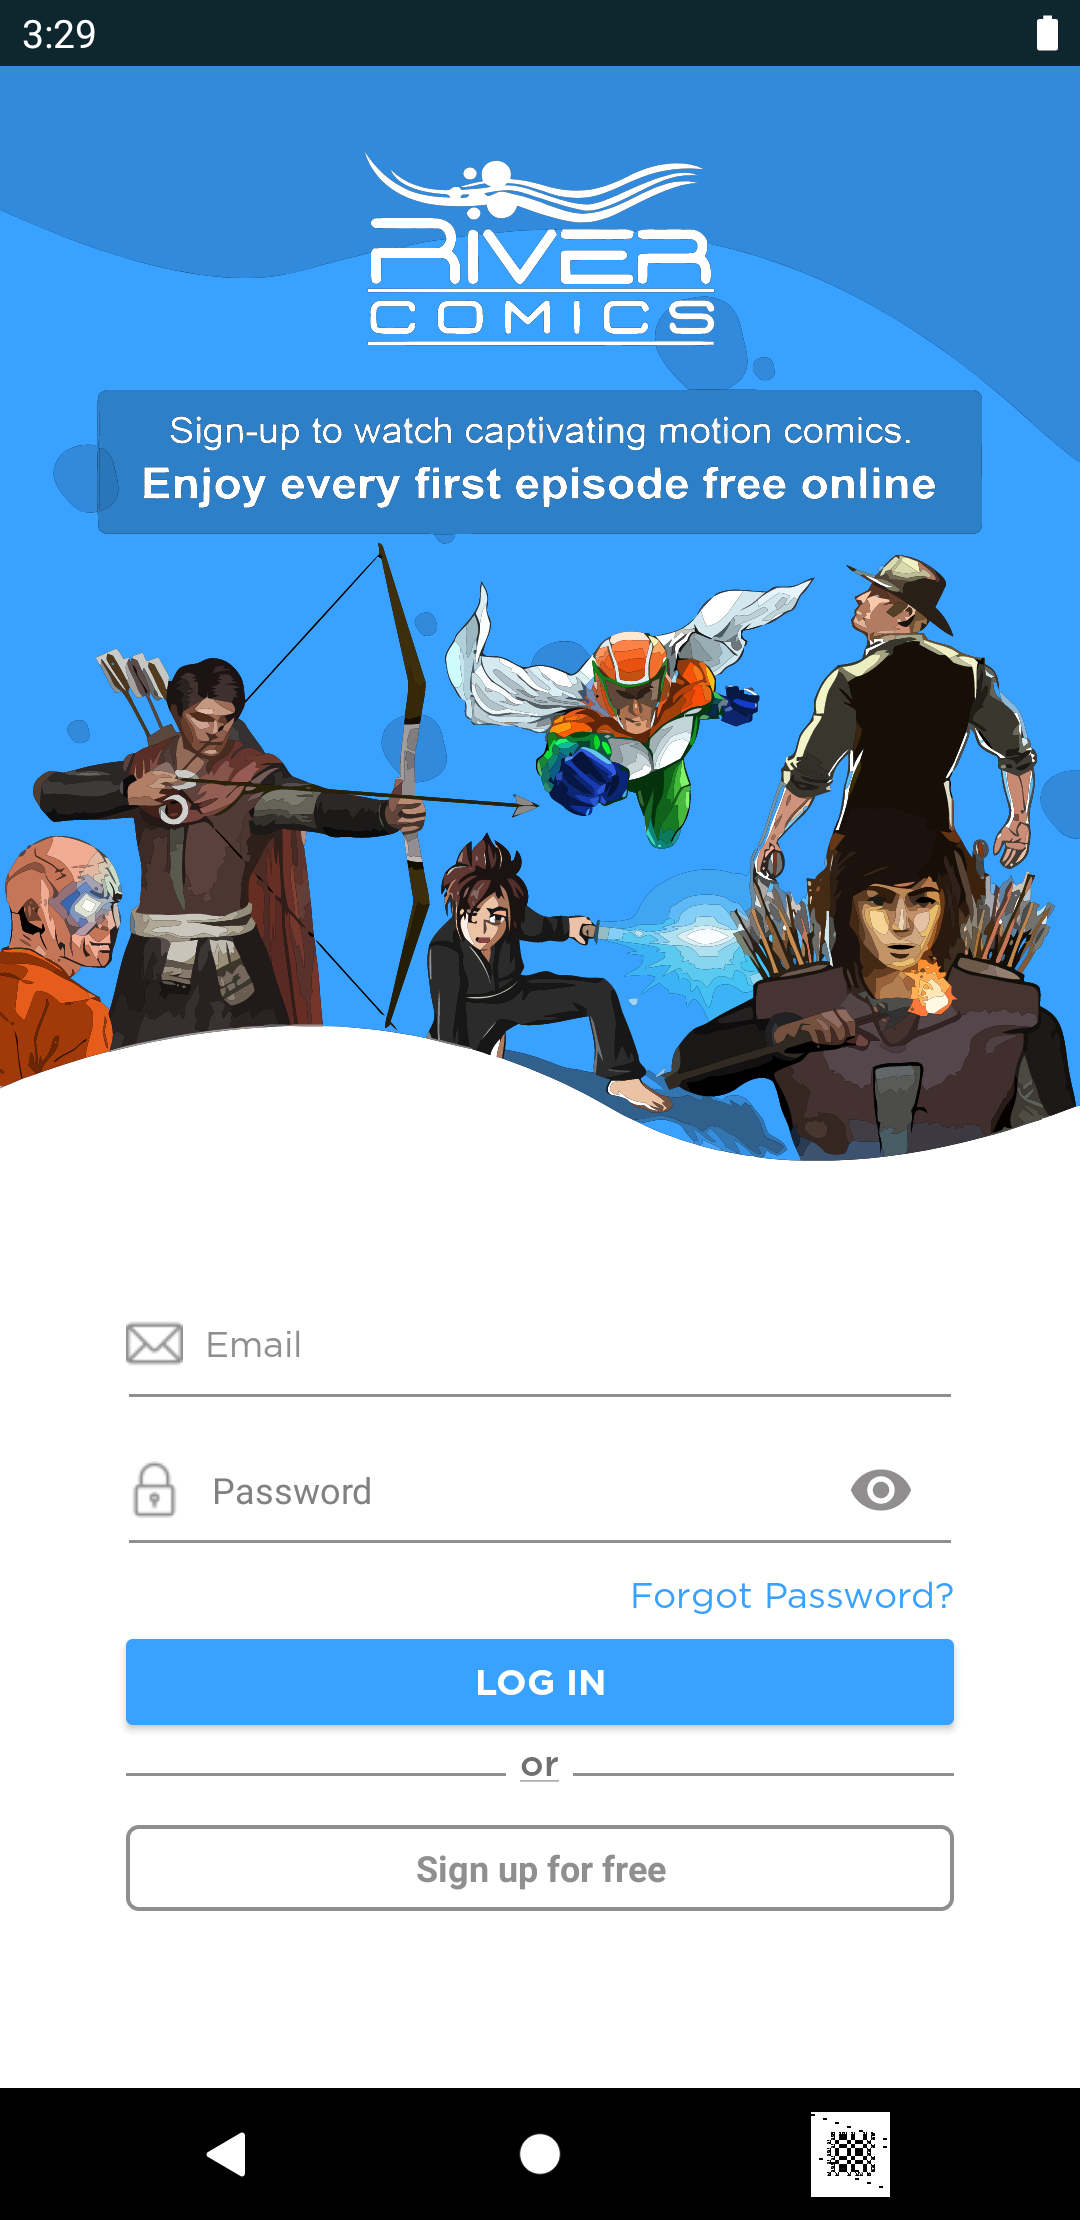 3:29
RiVER
COMICS
Sign-up to watch captivating motion comics.
Enjoy every first episode free online
Email
Password
Forgot Password?
LOG IN
or
Sign up for free